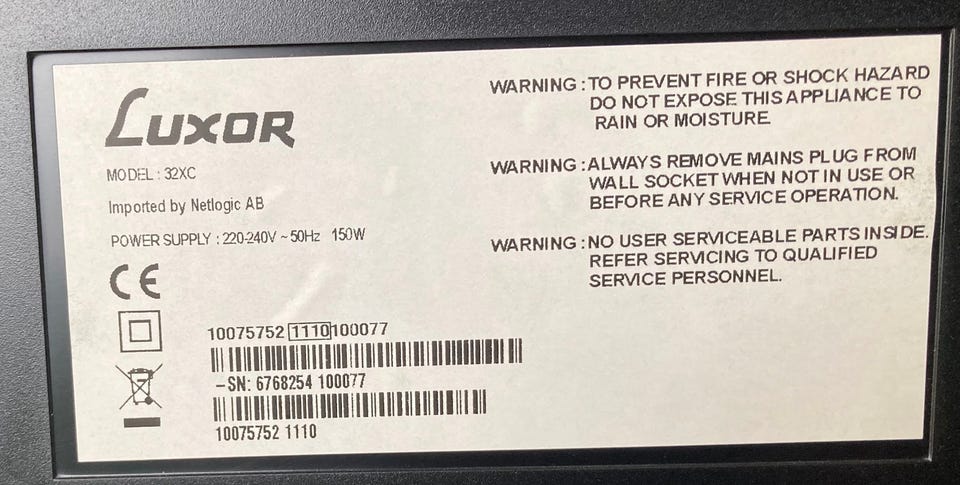 LUXOR
MODEL : 32XC
Imported by Netlogic AB
POWER SUPPLY : 220-240V ~ 50Hz 150W
CE
10075752 1110 100077
-SN: 6768254 100077
10075752 1110
WARNING : TO PREVENT FIRE OR SHOCK HAZARD
DO NOT EXPOSE THIS APPLIANCE TO
RAIN OR MOISTURE.
WARNING : ALWAYS REMOVE MAINS PLUG FROM
WALL SOCKET WHEN NOT IN USE OR
BEFORE ANY SERVICE OPERATION.
WARNING : NO USER SERVICEABLE PARTS INSIDE.
REFER SERVICING TO QUALIFIED
SERVICE PERSONNEL.